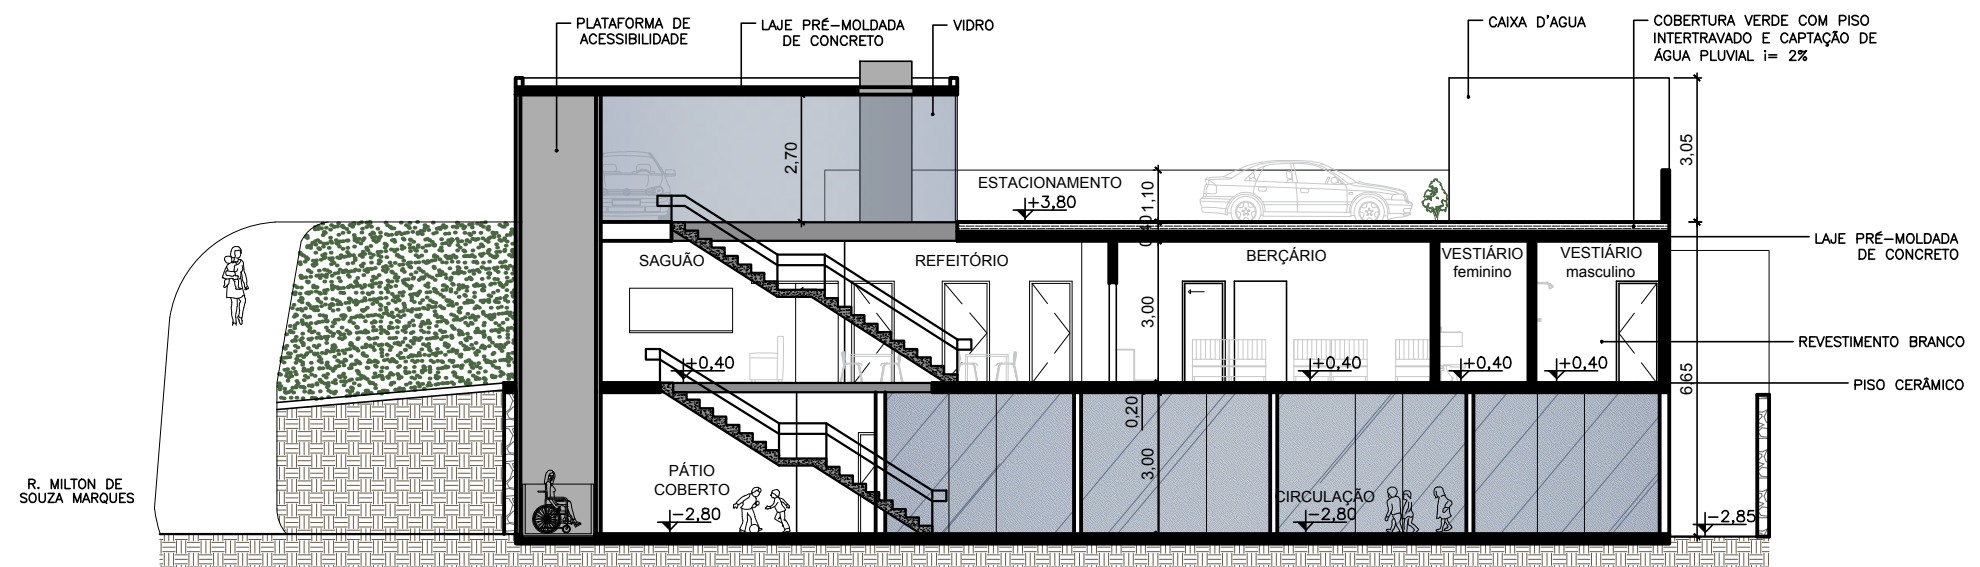 PLATAFORMA DE
ACESSIBILIDADE
LAJE PRÉ-MOLDADA
DE CONCRETO
VIDRO
CAIXA D'AGUA
COBERTURA VERDE COM PISO
INTERTRAVADO E CAPTAÇÃO DE
ÁGUA PLUVIAL i= 2%
2,70
3,05
ESTACIONAMENTO
+3,80
1,10
0,40
LAJE PRÉ-MOLDADA
DE CONCRETO
SAGUÃO
REFEITÓRIO
BERÇÁRIO
VESTIÁRIO
feminino
VESTIÁRIO
masculino
3,00
REVESTIMENTO BRANCO
+0,40
+0,40
+0,40
+0,40
6,65
PISO CERÂMICO
0,20
3,00
PÁTIO
COBERTO
-2,80
CIRCULAÇÃO
-2,80
-2,85
R. MILTON DE
SOUZA MARQUES